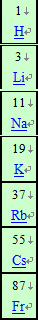 1↓
H↵
3↓
Li↵
11↓
Na↵
19↓
K↵
37↓
Rb↵
55↓
Cs↵
87↓
Fr↵